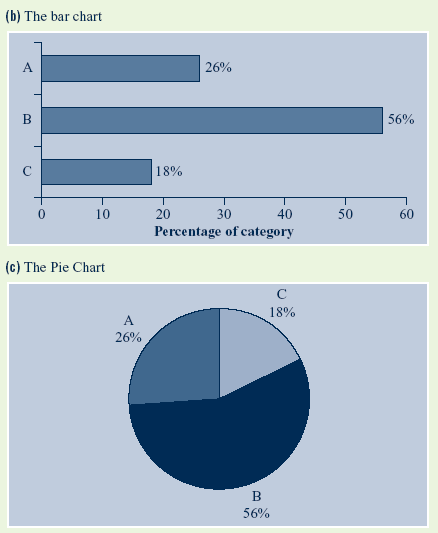 (b) The bar chart
A 26%
B 56%
C 18%
0 10 20 30 40 50 60
Percentage of category
(c) The Pie Chart
C
18%
A
26%
B
56%